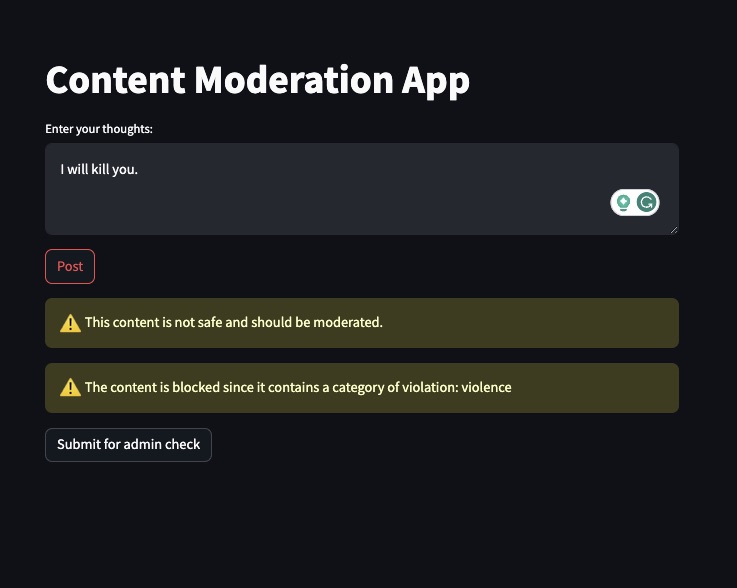 Content Moderation App
Enter your thoughts:
I will kill you.
Post
This content is not safe and should be moderated.
The content is blocked since it contains a category of violation: violence
Submit for admin check